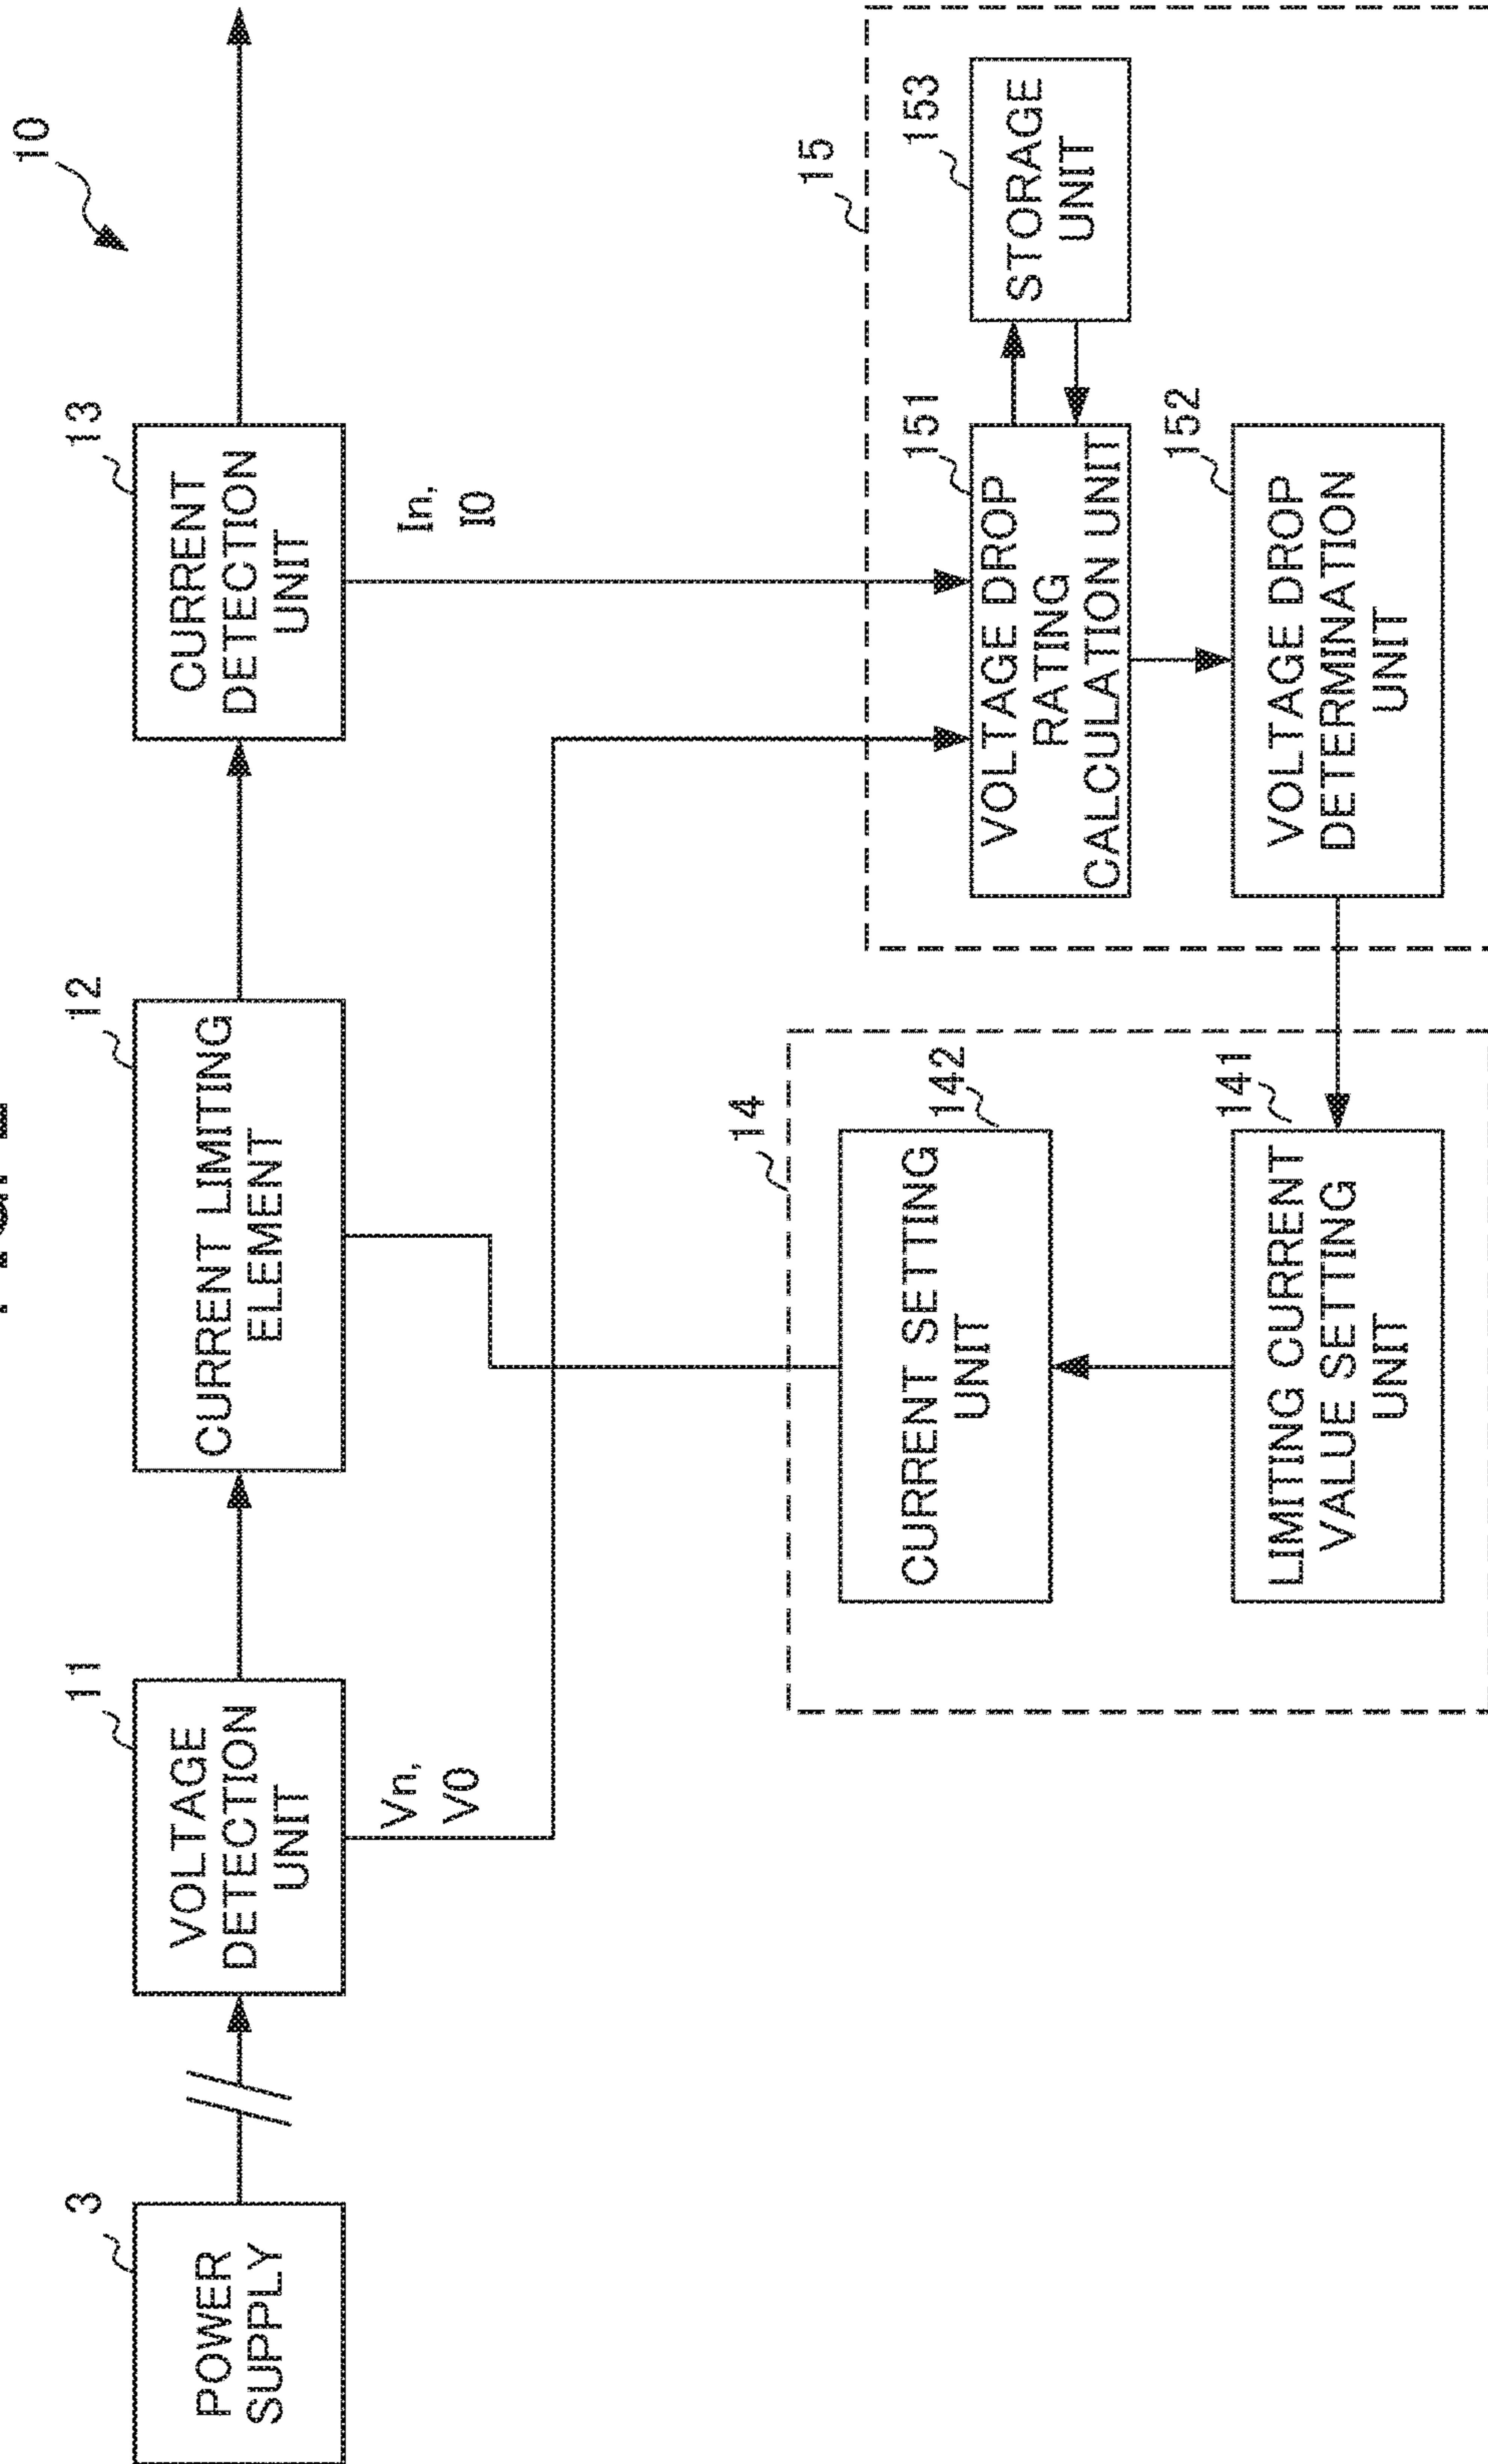 10
3
POWER
SUPPLY
11
VOLTAGE
DETECTION
UNIT
Vn,
V0
12
CURRENT LIMITING
ELEMENT
13
CURRENT
DETECTION
UNIT
In,
I0
14
142
CURRENT SETTING
UNIT
141
LIMITING CURRENT
VALUE SETTING
UNIT
15
151
VOLTAGE DROP
RATING
CALCULATION UNIT
153
STORAGE
UNIT
152
VOLTAGE DROP
DETERMINATION
UNIT